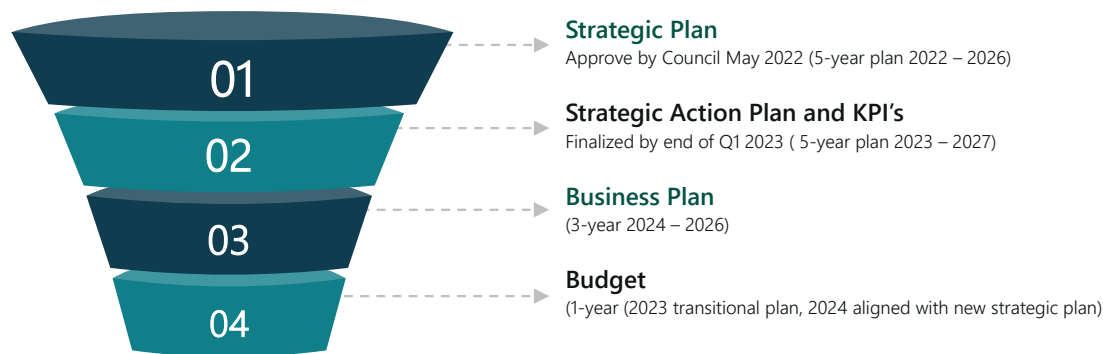 01
Strategic Plan
Approve by Council May 2022 (5-year plan 2022 – 2026)
02
Strategic Action Plan and KPI's
Finalized by end of Q1 2023 ( 5-year plan 2023 – 2027)
03
Business Plan
(3-year 2024 – 2026)
04
Budget
(1-year (2023 transitional plan, 2024 aligned with new strategic plan)